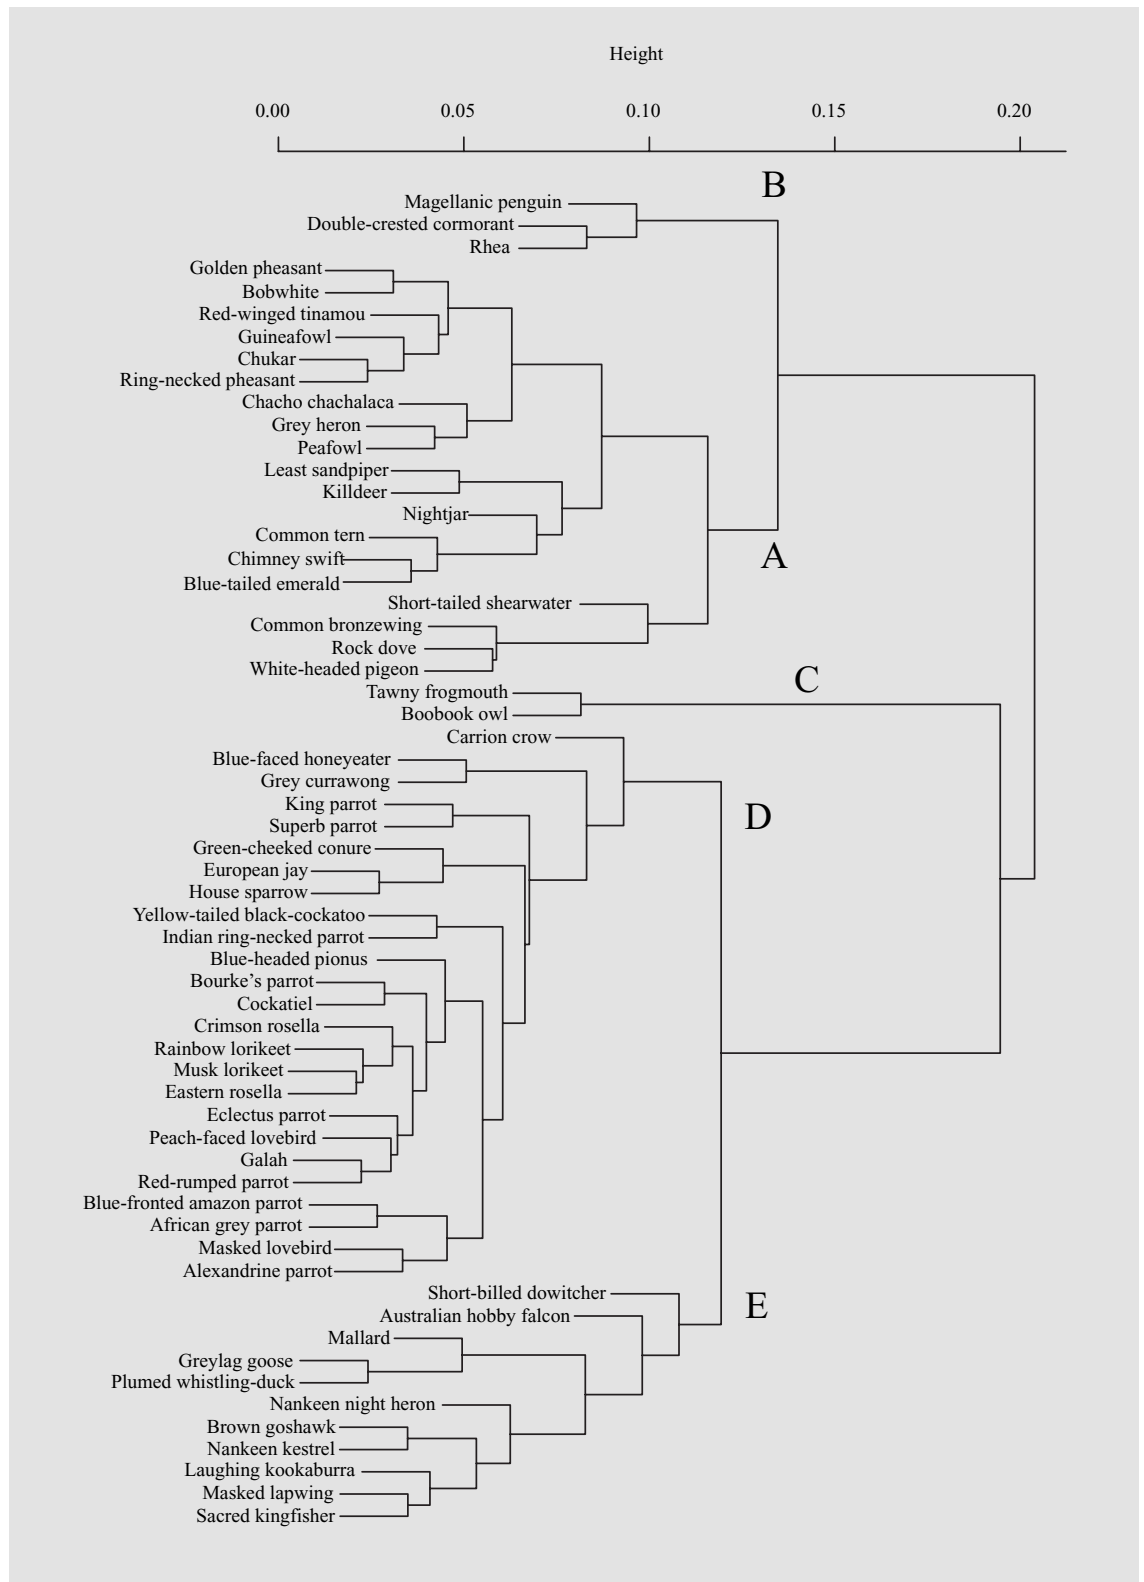 Height
0.00 0.05 0.10 0.15 0.20
B
Magellanic penguin
Double-crested cormorant
Rhea
Golden pheasant
Bobwhite
Red-winged tinamou
Guineafowl
Chukar
Ring-necked pheasant
Chacho chachalaca
Grey heron
Peafowl
Least sandpiper
Killdeer
Nightjar
Common tern
A
Chimney swift
Blue-tailed emerald
Short-tailed shearwater
Common bronzewing
Rock dove
White-headed pigeon
C
Tawny frogmouth
Boobook owl
Carrion crow
Blue-faced honeyeater
Grey currawong
King parrot
D
Superb parrot
Green-cheeked conure
European jay
House sparrow
Yellow-tailed black-cockatoo
Indian ring-necked parrot
Blue-headed pionus
Bourke’s parrot
Cockatiel
Crimson rosella
Rainbow lorikeet
Musk lorikeet
Eastern rosella
Eclectus parrot
Peach-faced lovebird
Galah
Red-rumped parrot
Blue-fronted amazon parrot
African grey parrot
Masked lovebird
Alexandrine parrot
Short-billed dowitcher
E
Australian hobby falcon
Mallard
Greylag goose
Plumed whistling-duck
Nankeen night heron
Brown goshawk
Nankeen kestrel
Laughing kookaburra
Masked lapwing
Sacred kingfisher